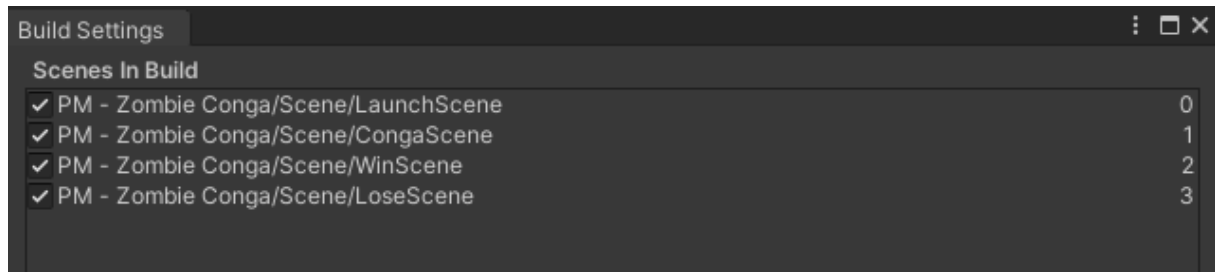 Build Settings
Scenes In Build
PM - Zombie Conga/Scene/LaunchScene 0
PM - Zombie Conga/Scene/CongaScene 1
PM - Zombie Conga/Scene/WinScene 2
PM - Zombie Conga/Scene/LoseScene 3